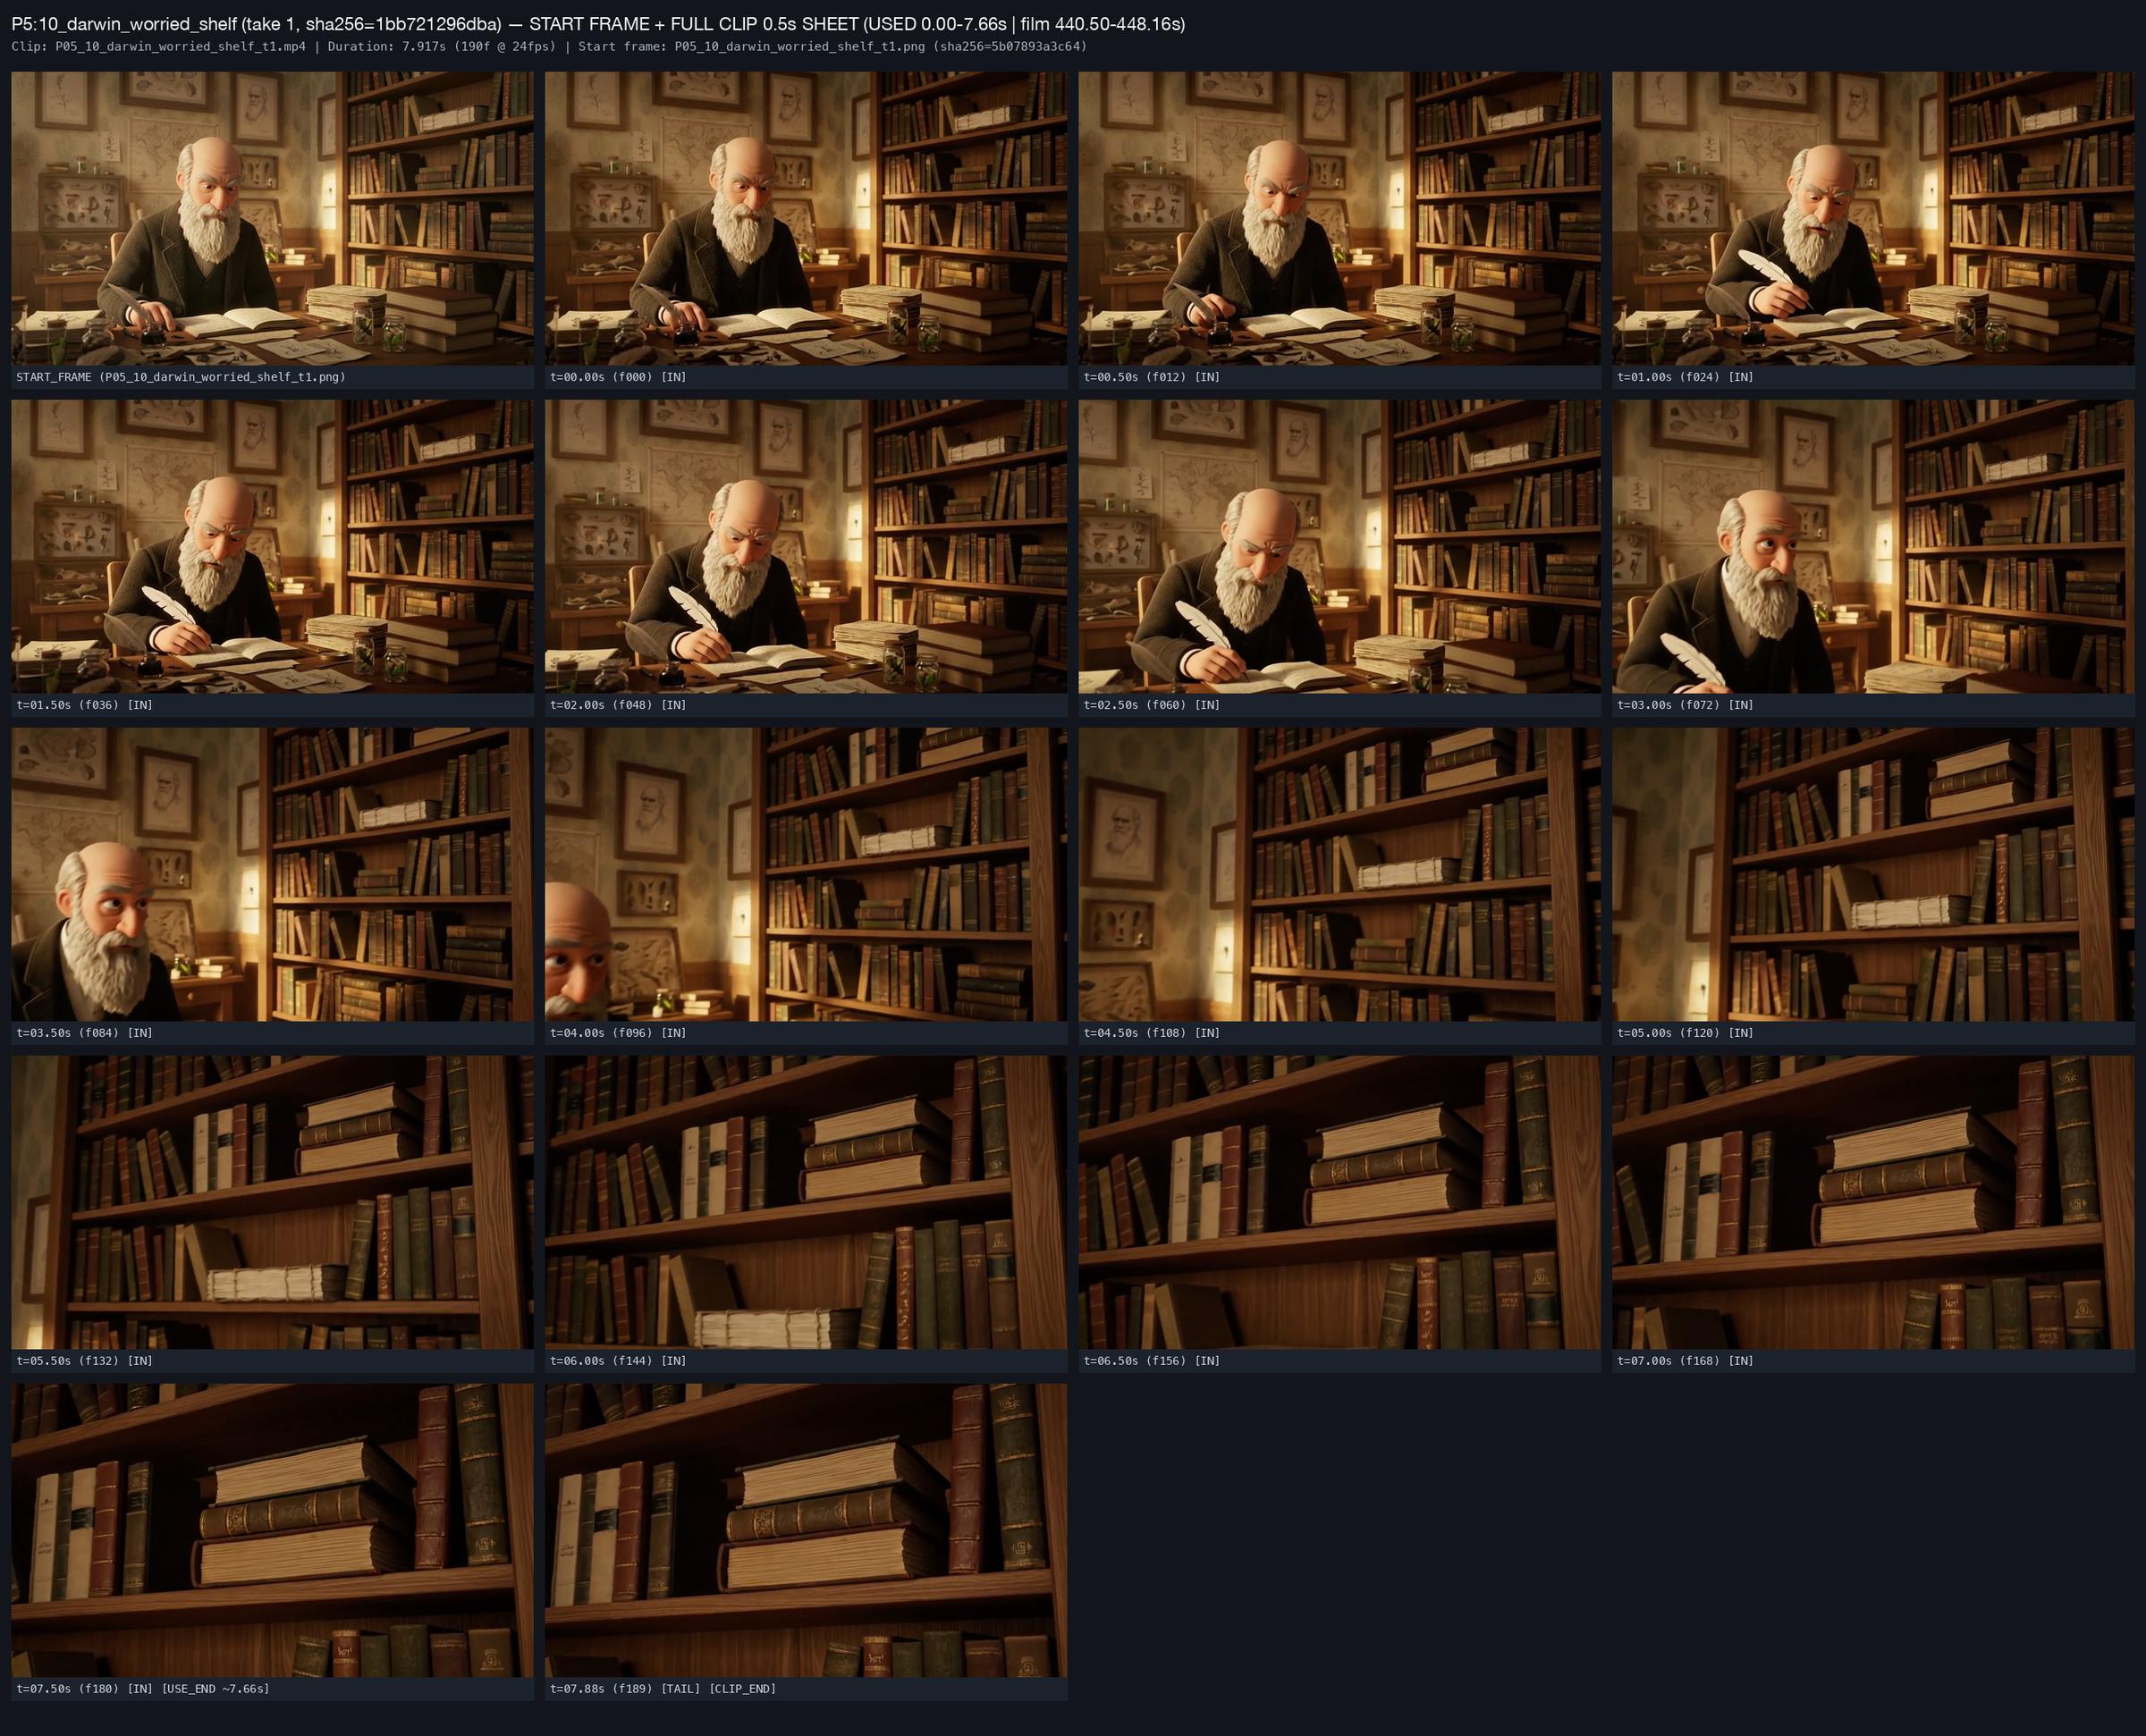 P5:10_darwin_worried_shelf (take 1, sha256=1bb721296dba) — START FRAME + FULL CLIP 0.5s SHEET (USED 0.00-7.66s | film 440.50-448.16s)
Clip: P05_10_darwin_worried_shelf_t1.mp4 | Duration: 7.917s (190f @ 24fps) | Start frame: P05_10_darwin_worried_shelf_t1.png (sha256=5b07893a3c64)
START_FRAME (P05_10_darwin_worried_shelf_t1.png)
t=00.00s (f000) [IN]
t=00.50s (f012) [IN]
t=01.00s (f024) [IN]
t=01.50s (f036) [IN]
t=02.00s (f048) [IN]
t=02.50s (f060) [IN]
t=03.00s (f072) [IN]
t=03.50s (f084) [IN]
t=04.00s (f096) [IN]
t=04.50s (f108) [IN]
t=05.00s (f120) [IN]
t=05.50s (f132) [IN]
t=06.00s (f144) [IN]
t=06.50s (f156) [IN]
t=07.00s (f168) [IN]
t=07.50s (f180) [IN] [USE_END ~7.66s]
t=07.88s (f189) [TAIL] [CLIP_END]